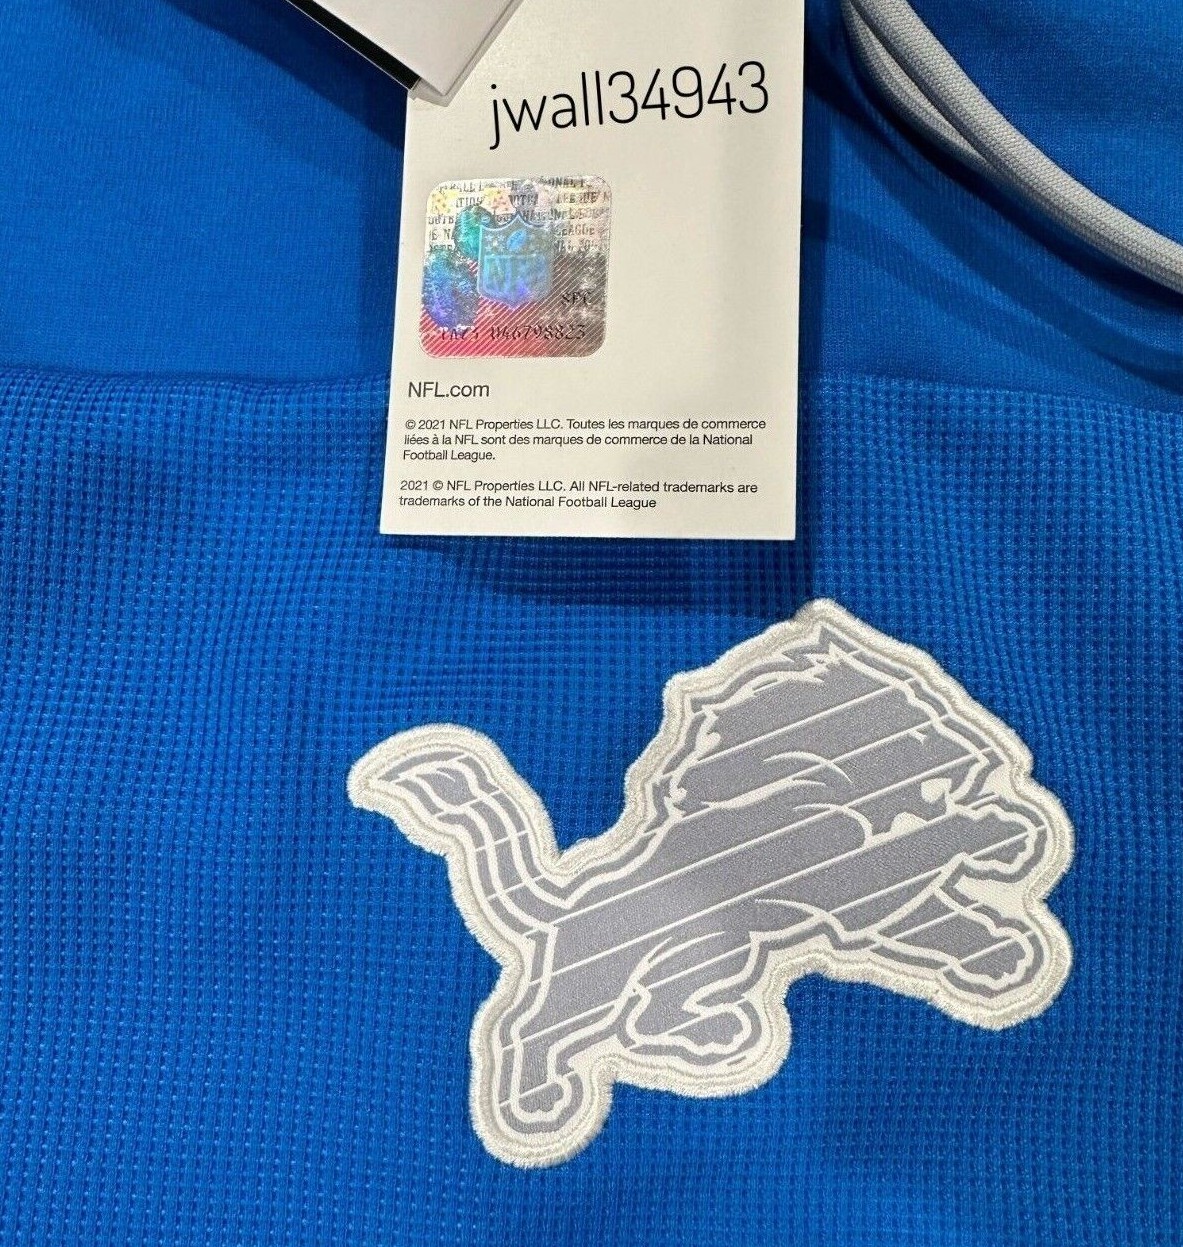 jwall34943
NFL
NFL.com
© 2021 NFL Properties LLC. Toutes les marques de commerce
liées à la NFL sont des marques de commerce de la National
Football League.
2021 © NFL Properties LLC. All NFL-related trademarks are
trademarks of the National Football League